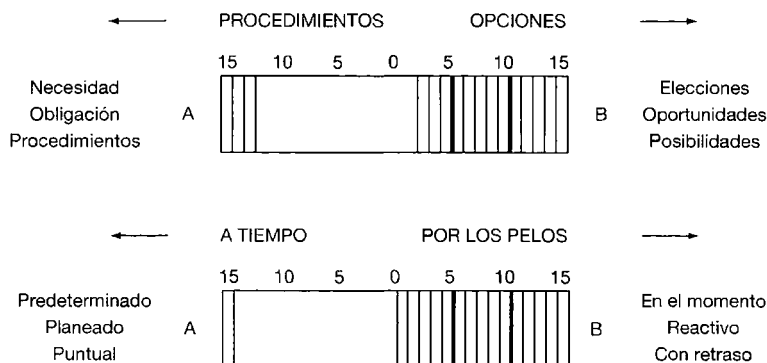 PROCEDIMIENTOS OPCIONES
15 10 5 0 5 10 15
Necesidad
Obligación
Procedimientos
A
B
Elecciones
Oportunidades
Posibilidades
A TIEMPO POR LOS PELOS
15 10 5 0 5 10 15
Predeterminado
Planeado
Puntual
A
B
En el momento
Reactivo
Con retraso